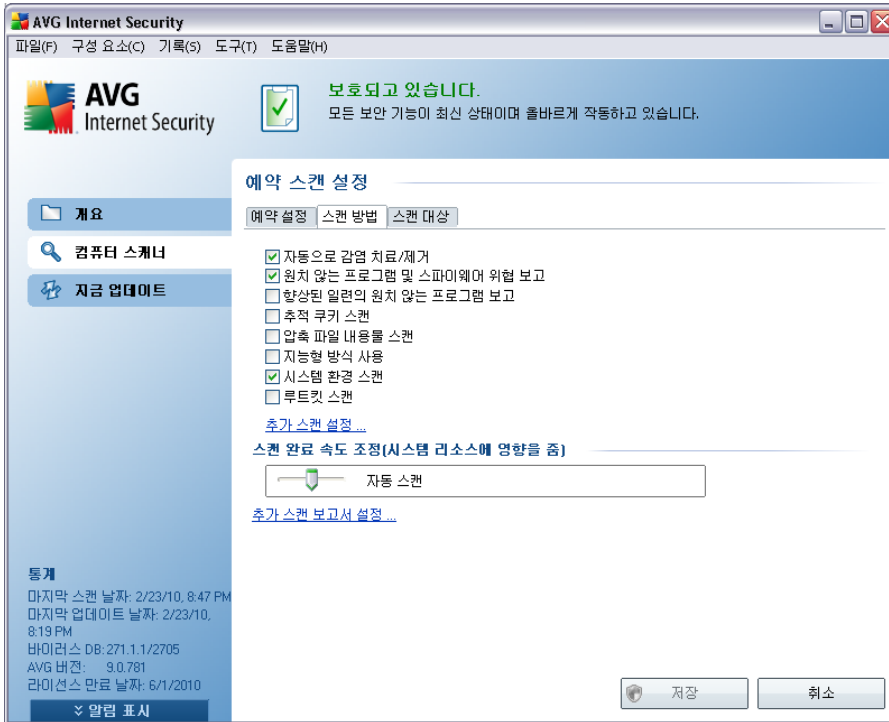 AVG Internet Security
파일(F) 구성 요소(C) 기록(S) 도구(T) 도움말(H)
AVG
Internet Security
보호되고 있습니다.
모든 보안 기능이 최신 상태이며 올바르게 작동하고 있습니다.
개요
컴퓨터 스캐너
지금 업데이트
예약 스캔 설정
예약 설정 스캔 방법 스캔 대상
자동으로 감염 치료/제거
원치 않는 프로그램 및 스파이웨어 위협 보고
향상된 일련의 원치 않는 프로그램 보고
추적 쿠키 스캔
압축 파일 내용물 스캔
지능형 방식 사용
시스템 환경 스캔
루트킷 스캔
추가 스캔 설정 ...
스캔 완료 속도 조정(시스템 리소스에 영향을 줌)
자동 스캔
추가 스캔 보고서 설정 ...
통계
마지막 스캔 날짜: 2/23/10, 8:47 PM
마지막 업데이트 날짜: 2/23/10,
8:19 PM
바이러스 DB: 271.1.1/2705
AVG 버전: 9.0.781
라이선스 만료 날짜: 6/1/2010
알림 표시
저장
취소